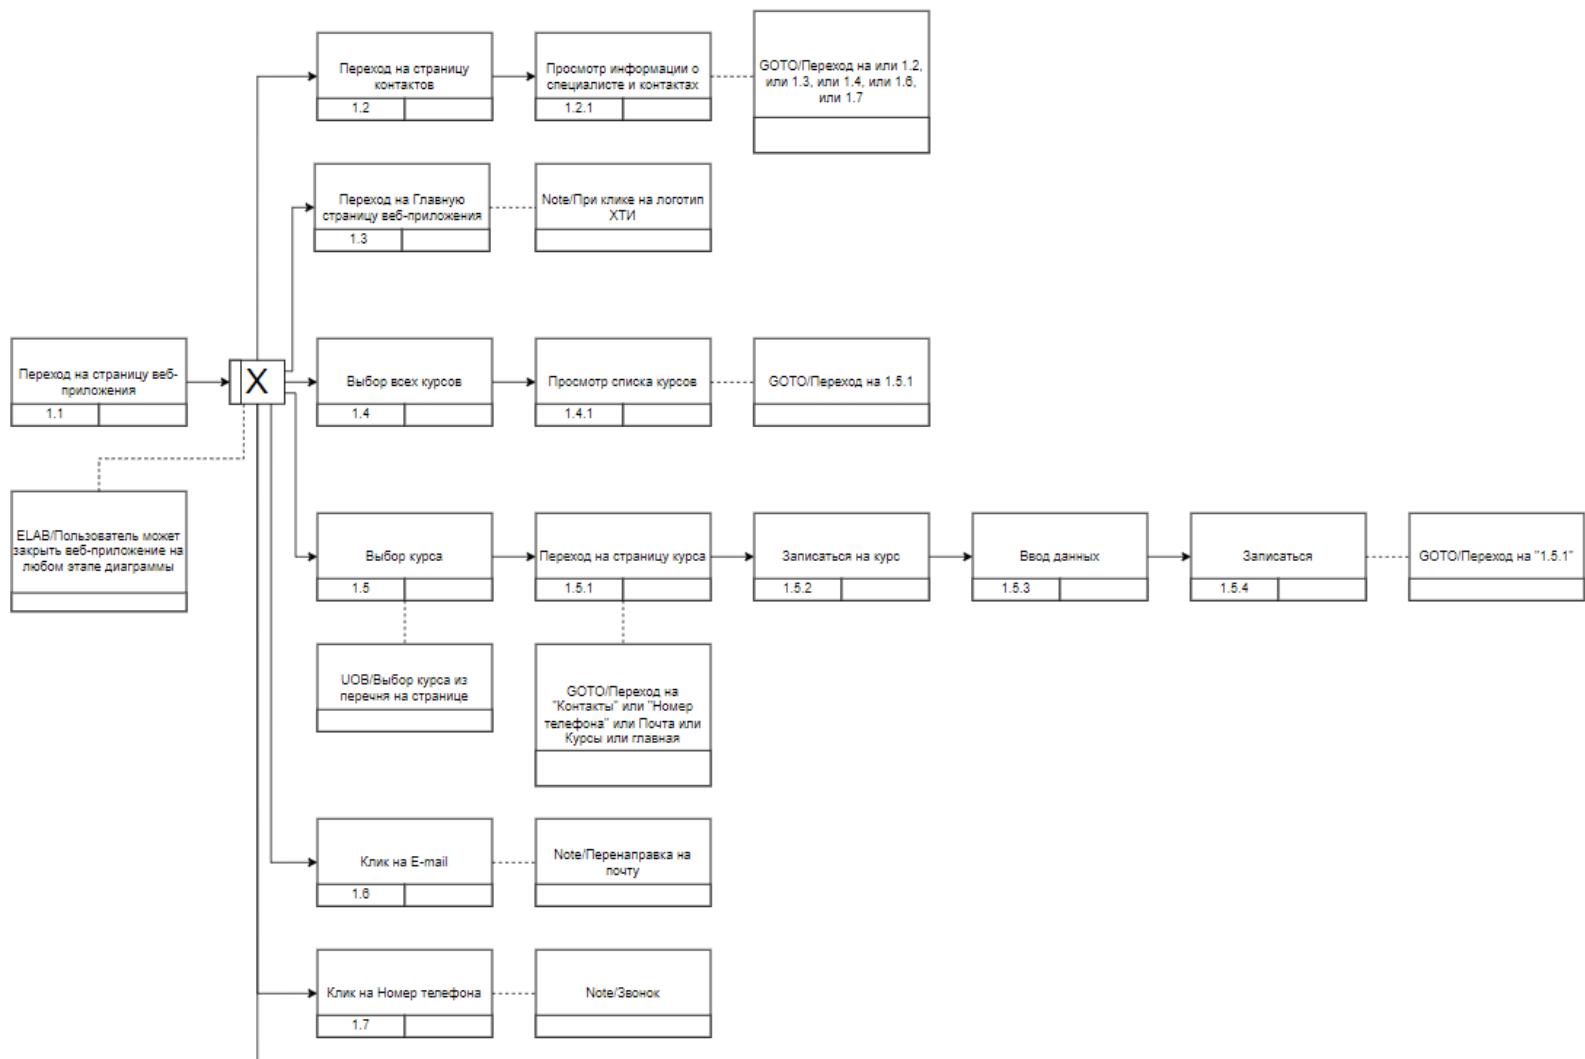 Переход на страницу
контактов
1.2
Просмотр информации о
специалисте и контактах
1.2.1
GOTO/Переход на или 1.2,
или 1.3, или 1.4, или 1.6,
или 1.7
Переход на Главную
страницу веб-приложения
1.3
Note/При клике на логотип
ХТИ
Переход на страницу веб-
приложения
1.1
X
Выбор всех курсов
1.4
Просмотр списка курсов
1.4.1
GOTO/Переход на 1.5.1
ELAB/Пользователь может
закрыть веб-приложение на
любом этапе диаграммы
Выбор курса
1.5
Переход на страницу курса
1.5.1
Записаться на курс
1.5.2
Ввод данных
1.5.3
Записаться
1.5.4
GOTO/Переход на "1.5.1"
UOB/Выбор курса из
перечня на странице
GOTO/Переход на
"Контакты" или "Номер
телефона" или Почта или
Курсы или главная
Клик на E-mail
1.6
Note/Перенаправка на
почту
Клик на Номер телефона
1.7
Note/Звонок